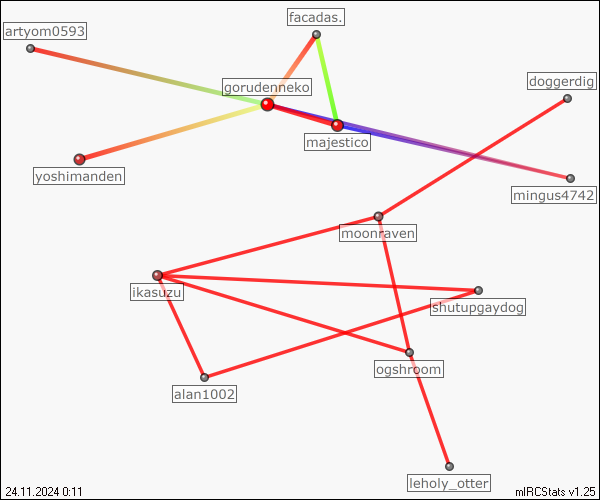 facadas.
artyom0593
gorudenneko
doggerdig
majestico
yoshimanden
mingus4742
moonraven
ikasuzu
shutupgaydog
ogshroom
alan1002
leholy_otter
24.11.2024 0:11
mIRCStats v1.25